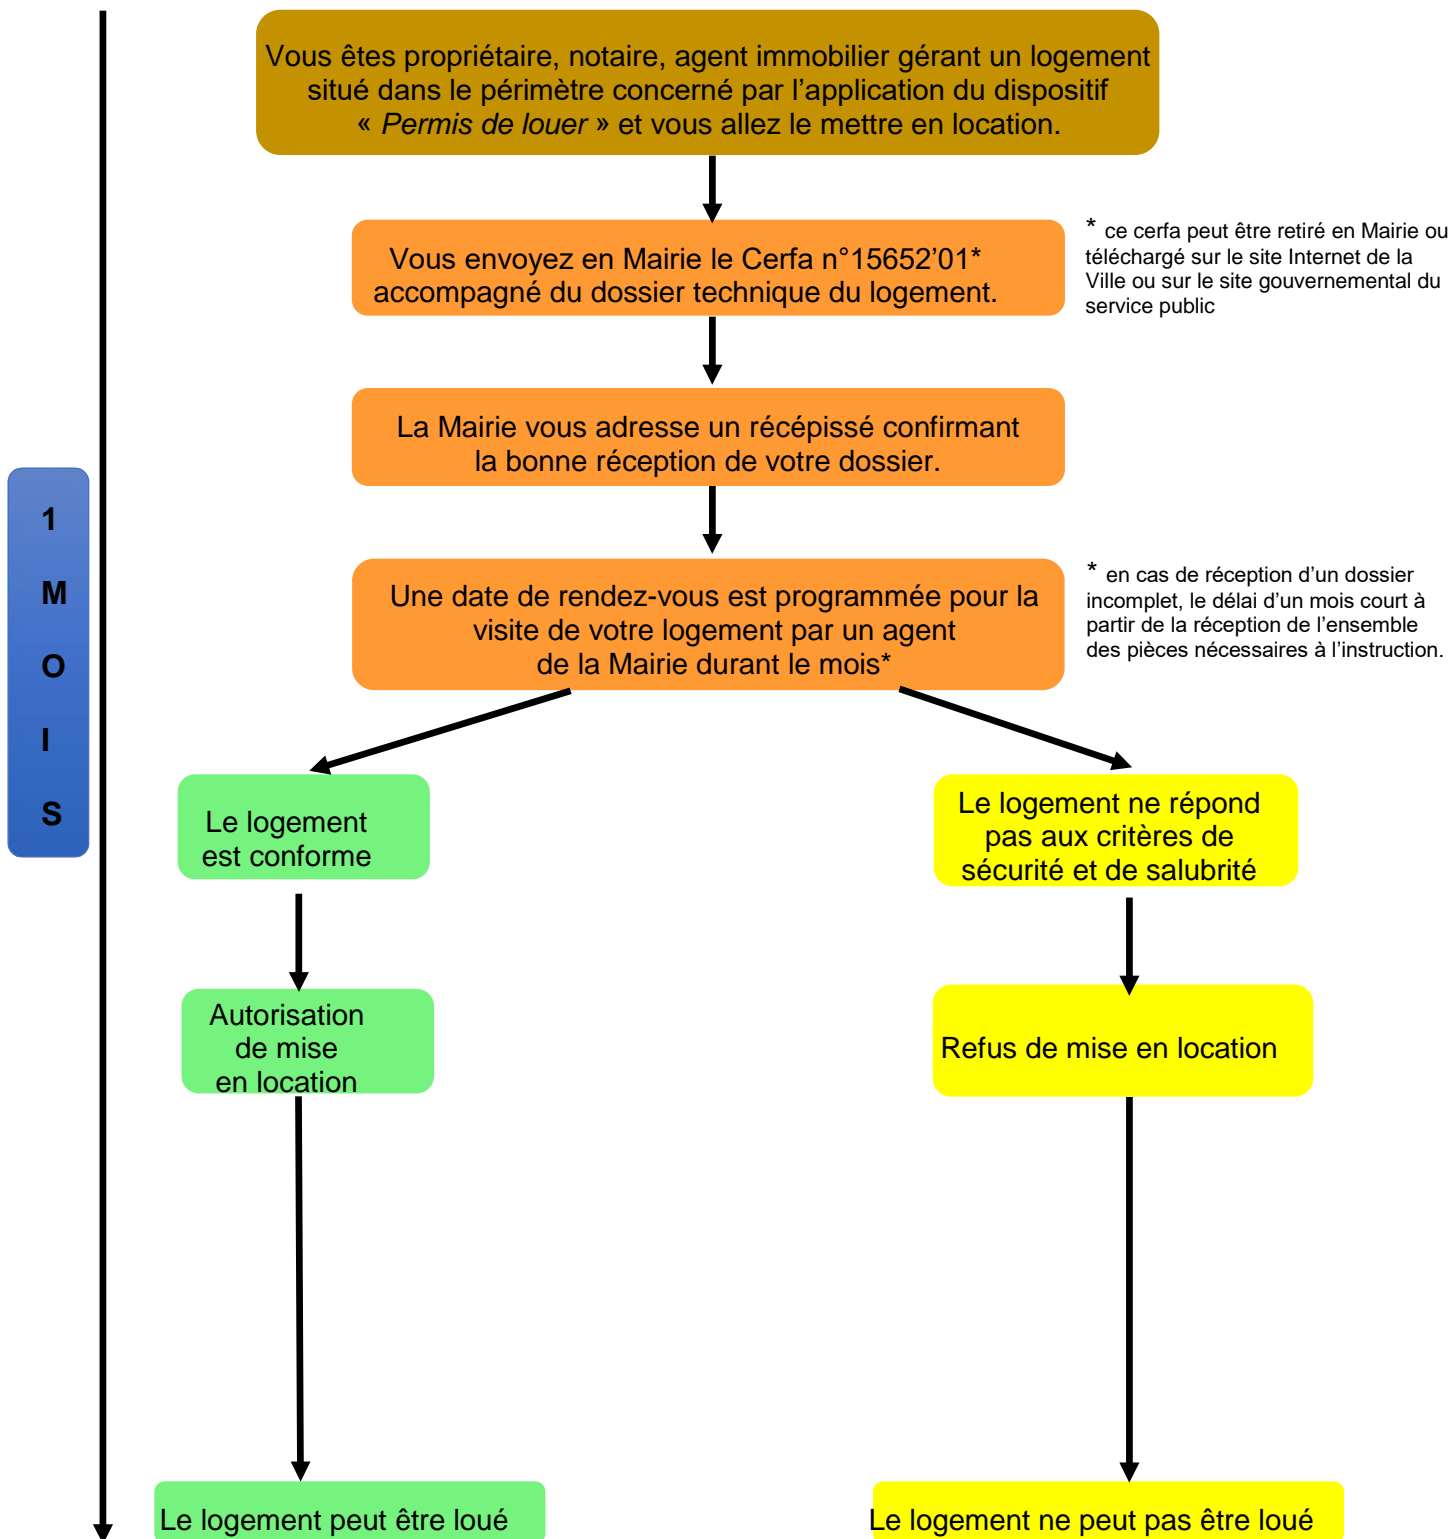 Vous êtes propriétaire, notaire, agent immobilier gérant un logement
situé dans le périmètre concerné par l’application du dispositif
« Permis de louer » et vous allez le mettre en location.
Vous envoyez en Mairie le Cerfa n°15652’01*
accompagné du dossier technique du logement.
* ce cerfa peut être retiré en Mairie ou
téléchargé sur le site Internet de la
Ville ou sur le site gouvernemental du
service public
La Mairie vous adresse un récépissé confirmant
la bonne réception de votre dossier.
1
M
O
I
S
Une date de rendez-vous est programmée pour la
visite de votre logement par un agent
de la Mairie durant le mois*
* en cas de réception d’un dossier
incomplet, le délai d’un mois court à
partir de la réception de l’ensemble
des pièces nécessaires à l’instruction.
Le logement
est conforme
Le logement ne répond
pas aux critères de
sécurité et de salubrité
Autorisation
de mise
en location
Refus de mise en location
Le logement peut être loué
Le logement ne peut pas être loué